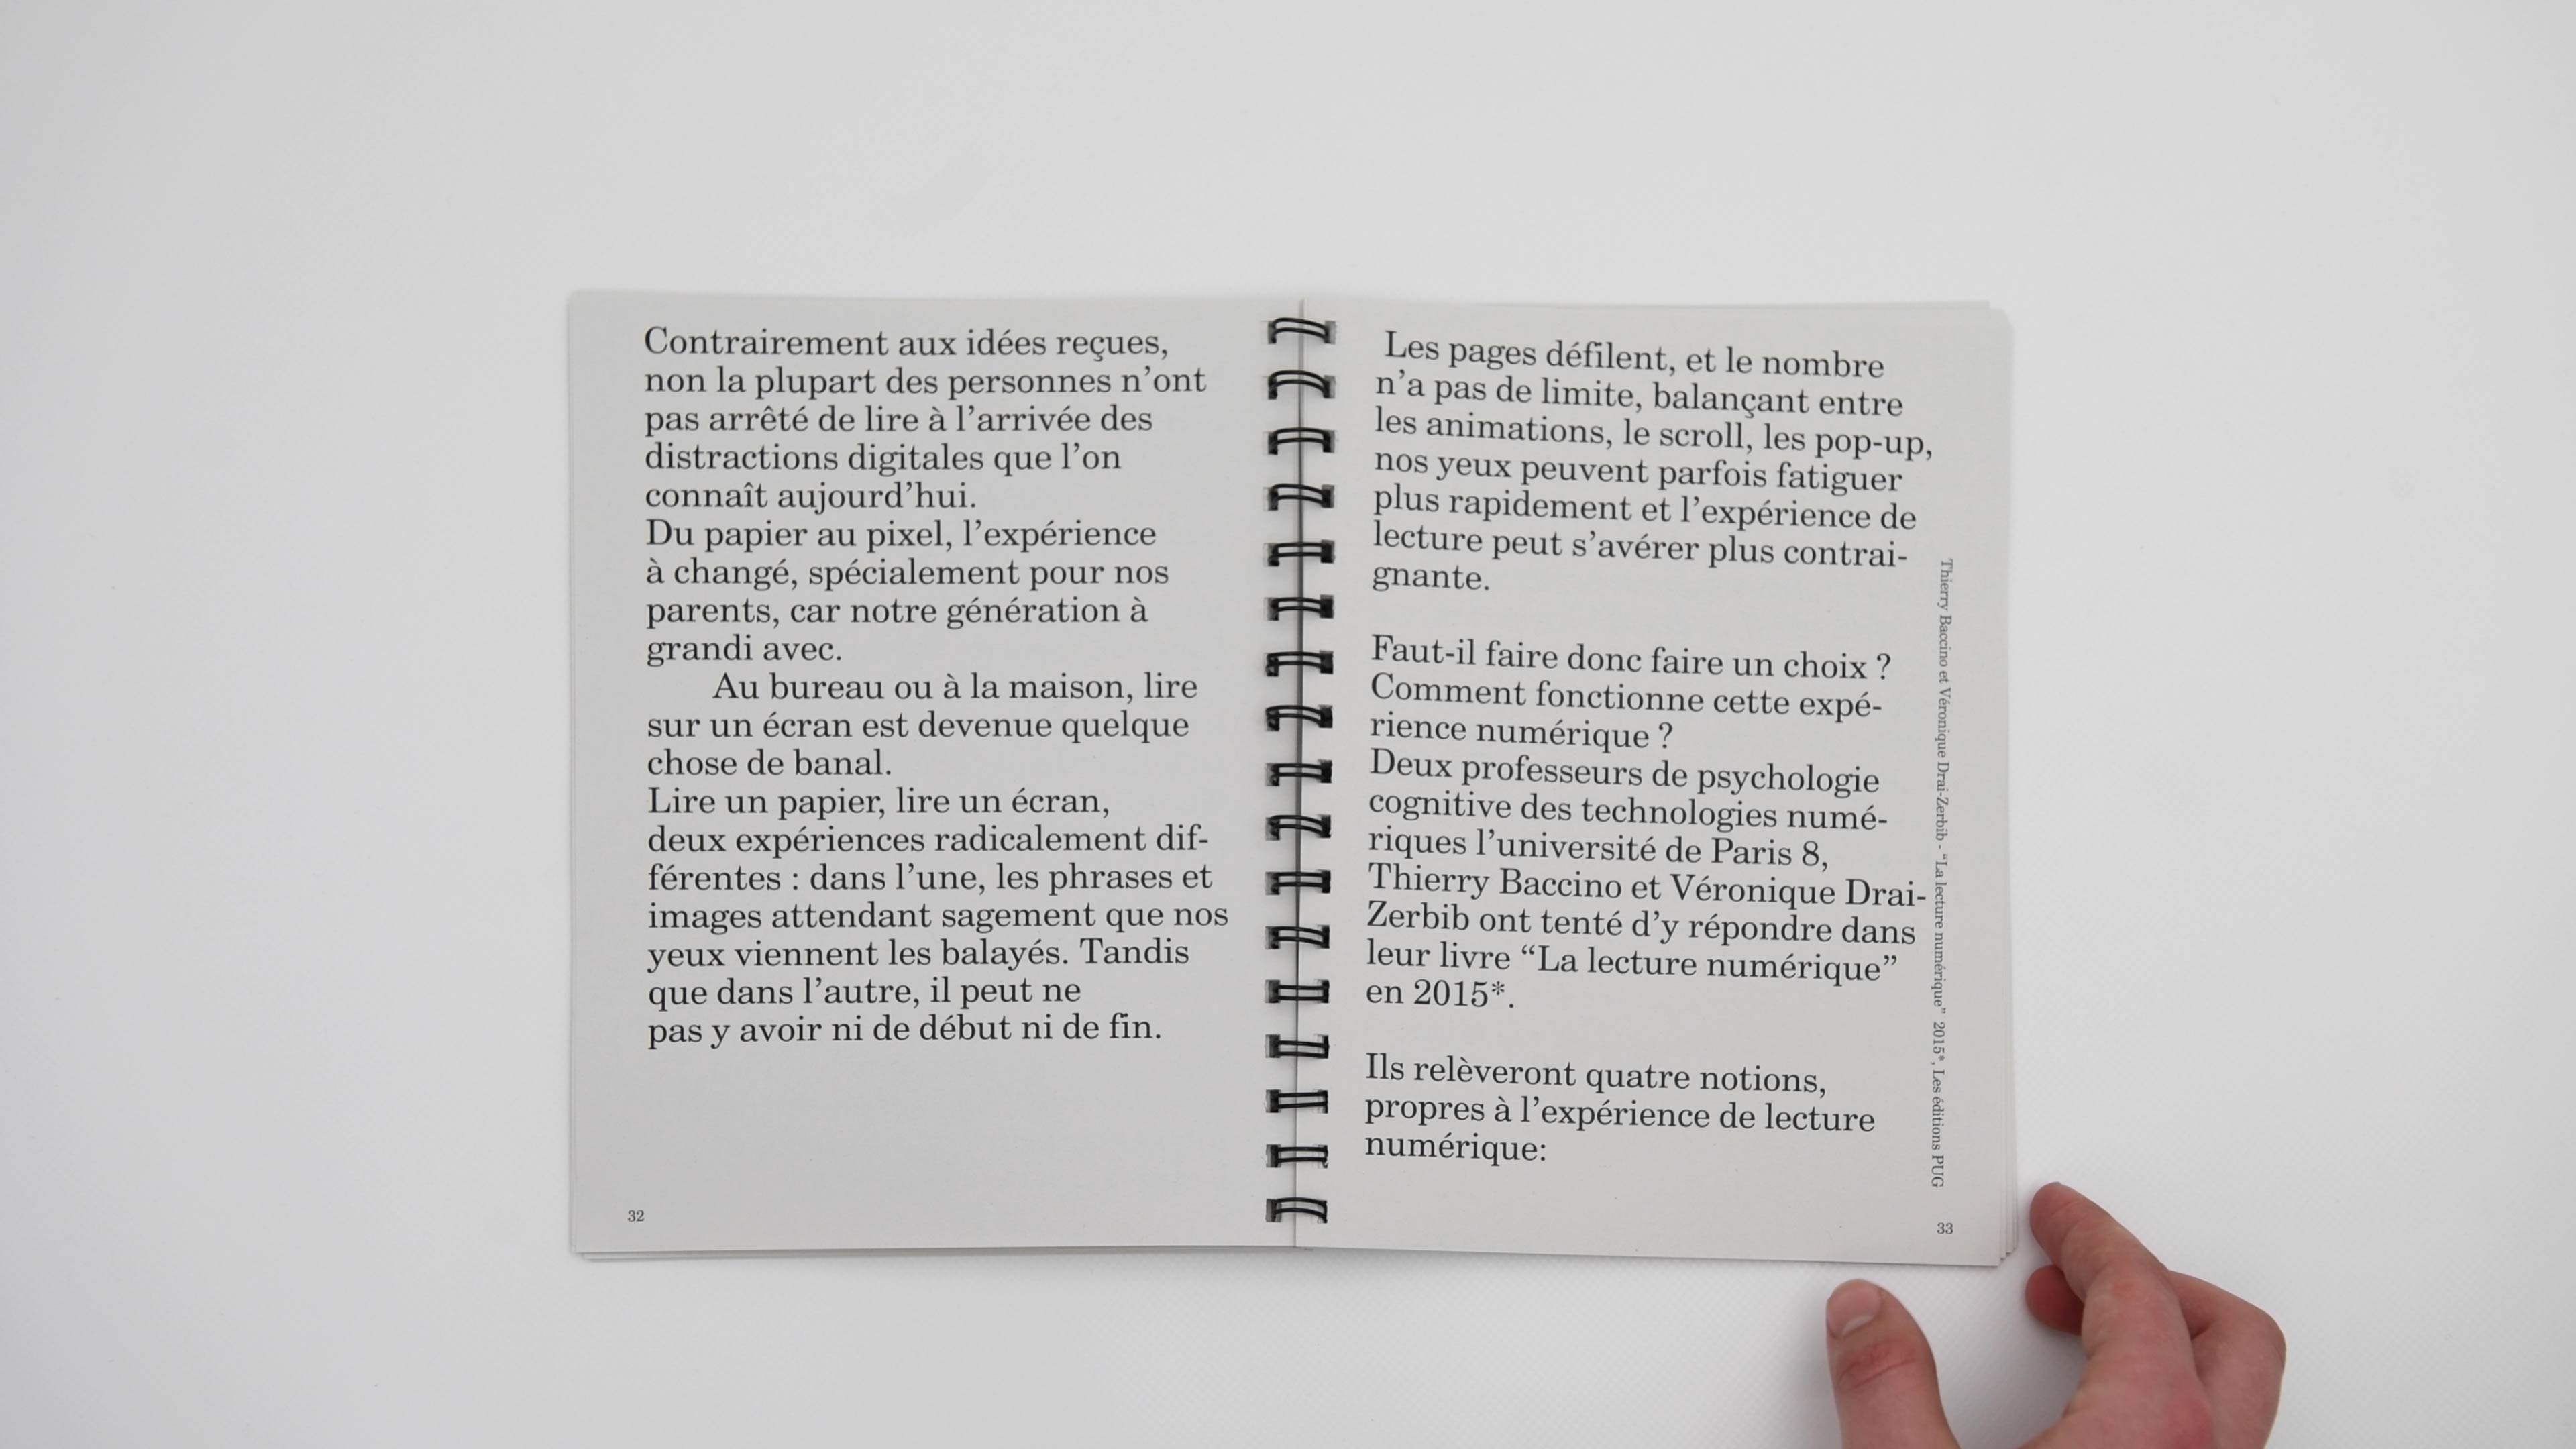 Contrairement aux idées reçues,
non la plupart des personnes n’ont
pas arrêté de lire à l’arrivée des
distractions digitales que l’on
connaît aujourd’hui.
Du papier au pixel, l’expérience
à changé, spécialement pour nos
parents, car notre génération à
grandi avec.
Au bureau ou à la maison, lire
sur un écran est devenue quelque
chose de banal.
Lire un papier, lire un écran,
deux expériences radicalement dif-
férentes : dans l’une, les phrases et
images attendant sagement que nos
yeux viennent les balayés. Tandis
que dans l’autre, il peut ne
pas y avoir ni de début ni de fin.
32
Les pages défilent, et le nombre
n’a pas de limite, balançant entre
les animations, le scroll, les pop-up,
nos yeux peuvent parfois fatiguer
plus rapidement et l’expérience de
lecture peut s’avérer plus contrai-
gnante.
Faut-il faire donc faire un choix ?
Comment fonctionne cette expé-
rience numérique ?
Deux professeurs de psychologie
cognitive des technologies numé-
riques l’université de Paris 8,
Thierry Baccino et Véronique Drai-
Zerbib ont tenté d’y répondre dans
leur livre “La lecture numérique”
en 2015*.
Ils relèveront quatre notions,
propres à l’expérience de lecture
numérique:
Thierry Baccino et Véronique Drai-Zerbib - “La lecture numérique” 2015*, Les éditions PUG
33